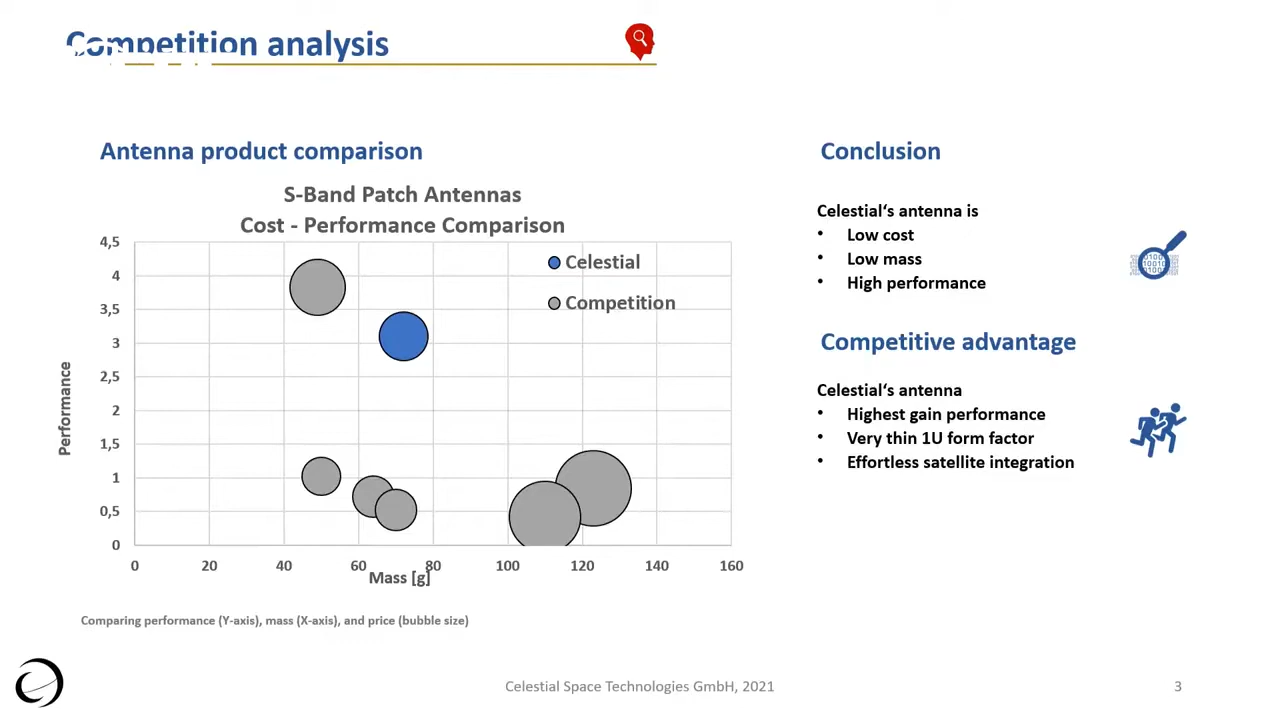 Competition analysis
Antenna product comparison
S-Band Patch Antennas
Cost - Performance Comparison
4,5
4
3,5
3
2,5
2
1,5
1
0,5
0
Performance
Celestial
Competition
0 20 40 60 80 100 120 140 160
Mass [g]
Comparing performance (Y-axis), mass (X-axis), and price (bubble size)
Conclusion
Celestial‘s antenna is
• Low cost
• Low mass
• High performance
Competitive advantage
Celestial‘s antenna
• Highest gain performance
• Very thin 1U form factor
• Effortless satellite integration
Celestial Space Technologies GmbH, 2021
3